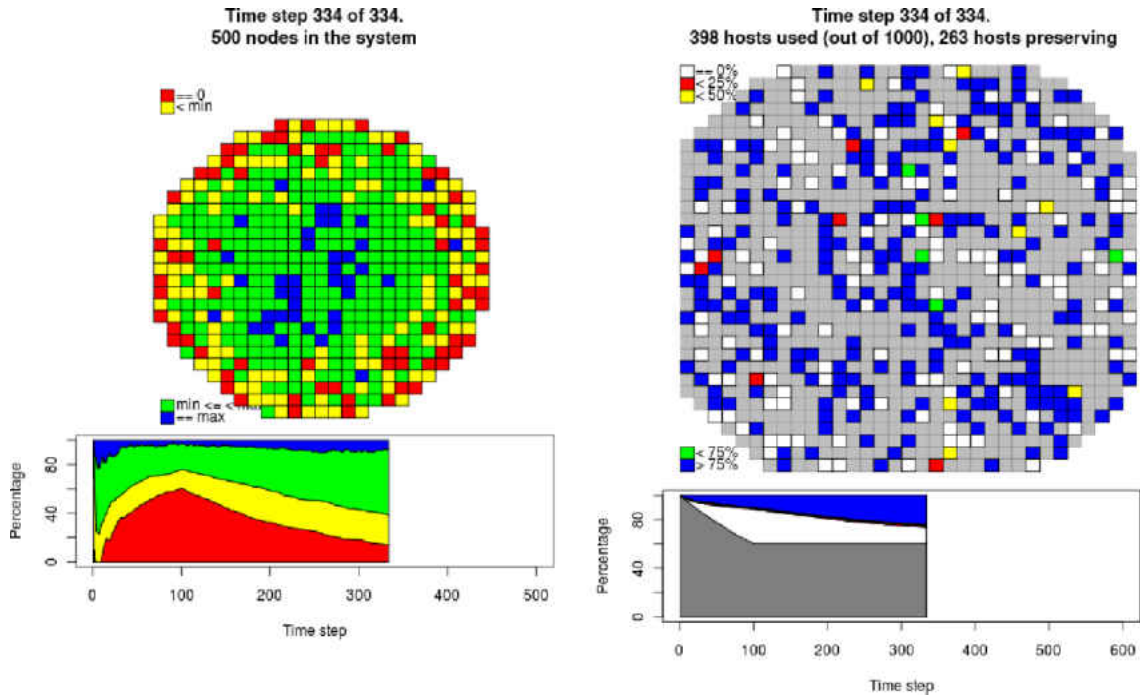 Time step 334 of 334.
500 nodes in the system
== 0
< min
min <= <
== max
Percentage
0
40
80
0
100
200
300
400
500
Time step
Time step 334 of 334.
398 hosts used (out of 1000), 263 hosts preserving
== 0%
< 25%
< 50%
< 75%
> 75%
Percentage
0
40
80
0
100
200
300
400
500
600
Time step